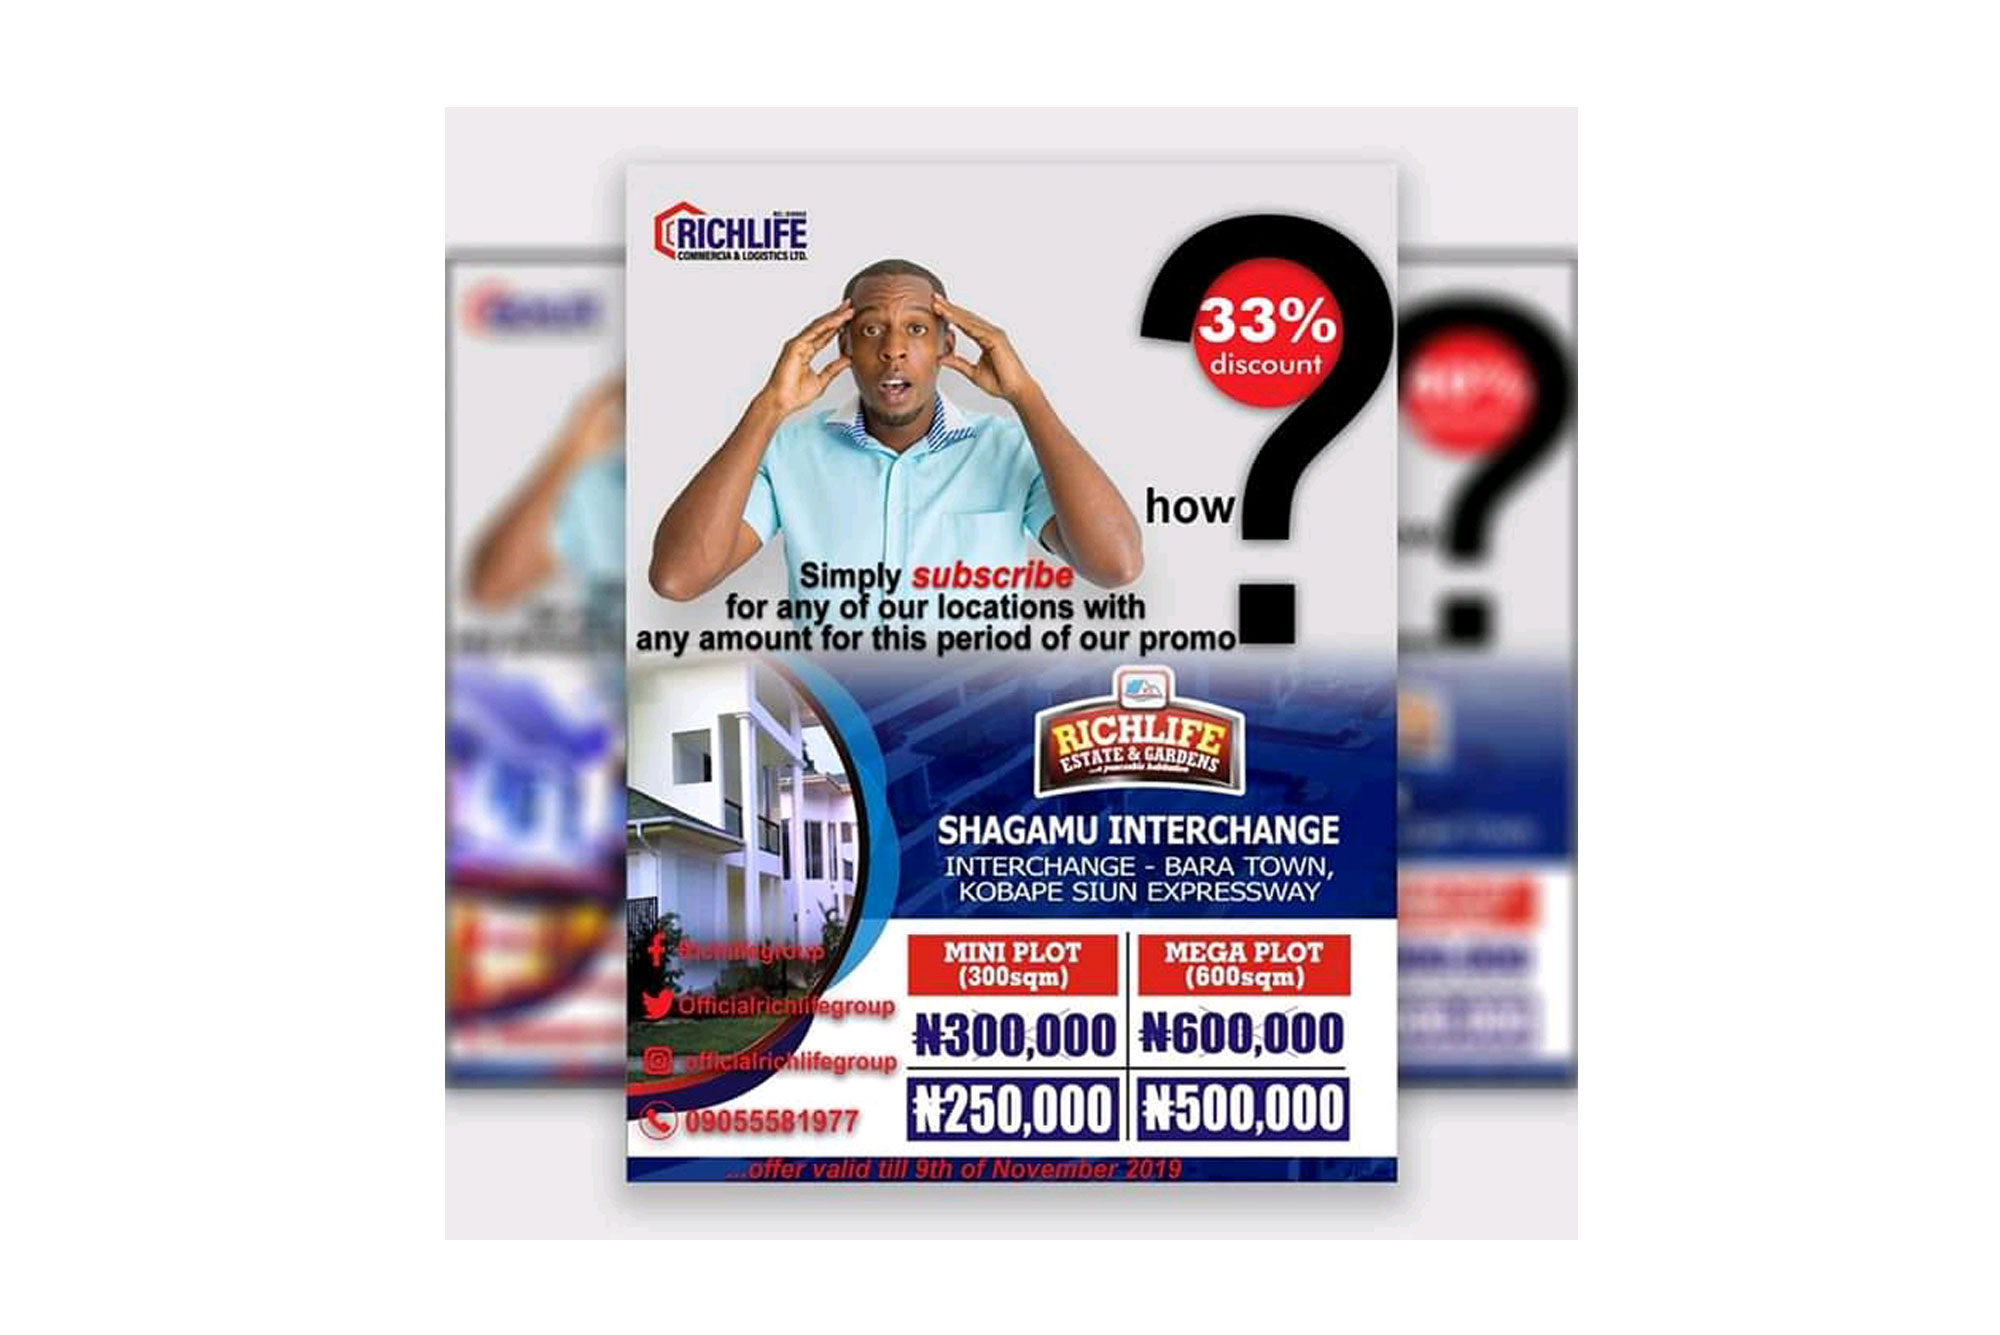 RICHLIFE
COMMERCIA & LOGISTICS LTD.
33%
discount
how?
Simply subscribe
for any of our locations with
any amount for this period of our promo
RICHLIFE
ESTATE & GARDENS
...a peaceable habitation
SHAGAMU INTERCHANGE
INTERCHANGE - BARA TOWN,
KOBAPE SIUN EXPRESSWAY
Richlifegroup
Officialrichlifegroup
officialrichlifegroup
09055581977
MINI PLOT
(300sqm)
₦300,000
₦250,000
MEGA PLOT
(600sqm)
₦600,000
₦500,000
...offer valid till 9th of November 2019